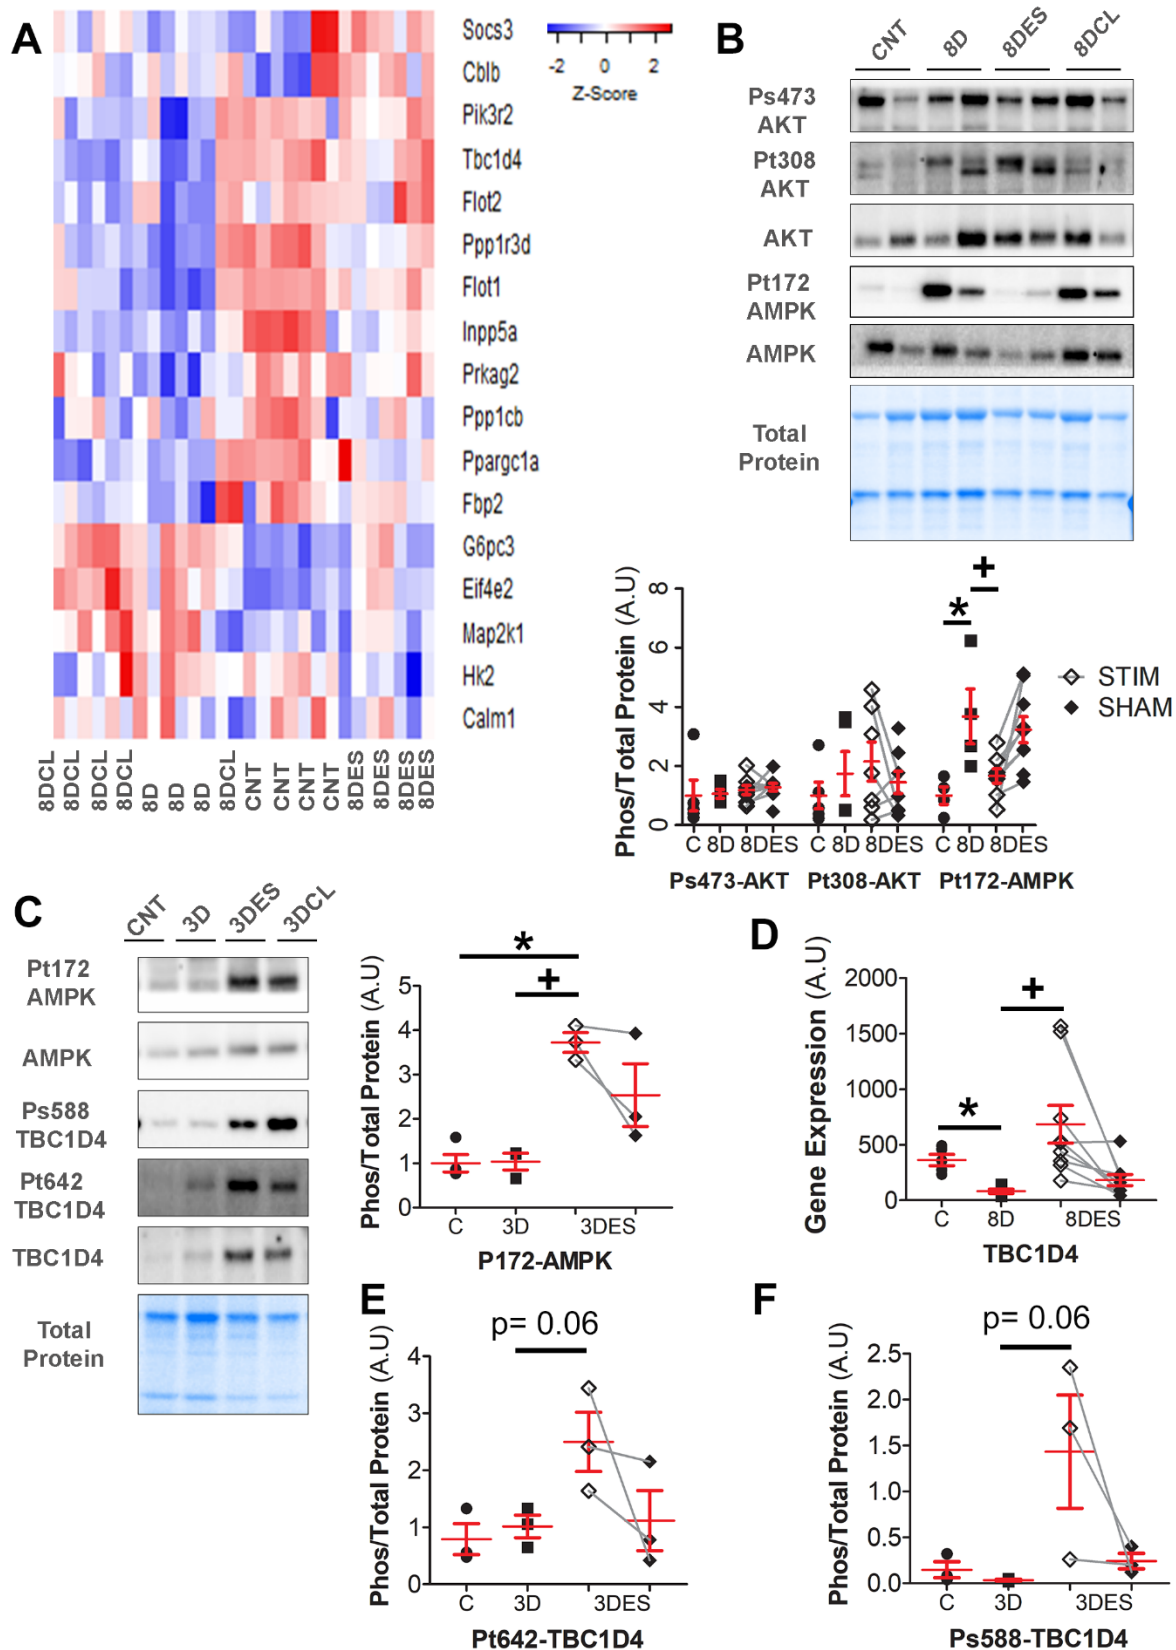 A
Socs3
Cblb
Pik3r2
Tbc1d4
Flot2
Ppp1r3d
Flot1
Inpp5a
Prkag2
Ppp1cb
Ppargc1a
Fbp2
G6pc3
Eif4e2
Map2k1
Hk2
Calm1
-2 0 2
Z-Score
8DCL 8DCL 8DCL 8DCL 8D 8D 8D 8DCL CNT CNT CNT CNT 8DES 8DES 8DES 8DES
B
CNT 8D 8DES 8DCL
Ps473
AKT
Pt308
AKT
AKT
Pt172
AMPK
AMPK
Total
Protein
Phos/Total Protein (A.U)
8
6
4
2
0
* +
STIM
SHAM
C 8D 8DES C 8D 8DES C 8D 8DES
Ps473-AKT Pt308-AKT Pt172-AMPK
C
CNT 3D 3DES 3DCL
Pt172
AMPK
AMPK
Ps588
TBC1D4
Pt642
TBC1D4
TBC1D4
Total
Protein
Phos/Total Protein (A.U)
5
4
3
2
1
0
*
+
C 3D 3DES
P172-AMPK
D
Gene Expression (A.U)
2000
1500
1000
500
0
+
*
C 8D 8DES
TBC1D4
E
p= 0.06
Phos/Total Protein (A.U)
4
3
2
1
0
C 3D 3DES
Pt642-TBC1D4
F
p= 0.06
Phos/Total Protein (A.U)
2.5
2.0
1.5
1.0
0.5
0.0
C 3D 3DES
Ps588-TBC1D4